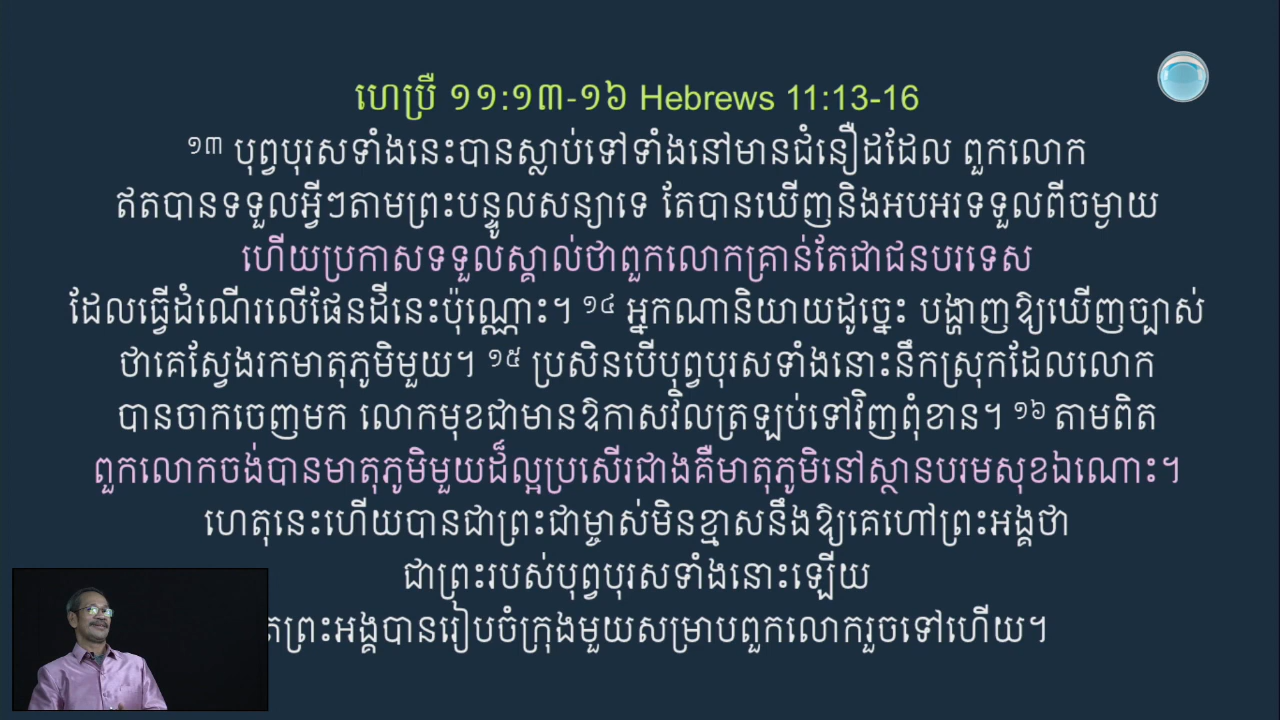 ហេប្រឺ ១១:១៣-១៦ Hebrews 11:13-16
១៣ បុព្វបុរសទាំងនេះបានស្លាប់ទៅទាំងនៅមានជំនឿដដែល ពួកលោក
ឥតបានទទួលអ្វីៗតាមព្រះបន្ទូលសន្យាទេ តែបានឃើញនិងអបអរទទួលពីចម្ងាយ
ហើយប្រកាសទទួលស្គាល់ថាពួកលោកគ្រាន់តែជាជនបរទេស
ដែលធ្វើដំណើរលើផែនដីនេះប៉ុណ្ណោះ។ ១៤ អ្នកណានិយាយដូច្នេះ បង្ហាញឱ្យឃើញច្បាស់
ថាគេស្វែងរកមាតុភូមិមួយ។ ១៥ ប្រសិនបើបុព្វបុរសទាំងនោះនឹកស្រុកដែលលោក
បានចាកចេញមក លោកមុខជាមានឱកាសវិលត្រឡប់ទៅវិញពុំខាន។ ១៦ តាមពិត
ពួកលោកចង់បានមាតុភូមិមួយដ៏ល្អប្រសើរជាងគឺមាតុភូមិនៅស្ថានបរមសុខឯណោះ។
ហេតុនេះហើយបានជាព្រះជាម្ចាស់មិនខ្មាសនឹងឱ្យគេហៅព្រះអង្គថា
ជាព្រះរបស់បុព្វបុរសទាំងនោះឡើយ
ព្រះអង្គបានរៀបចំក្រុងមួយសម្រាបពួកលោករួចទៅហើយ។